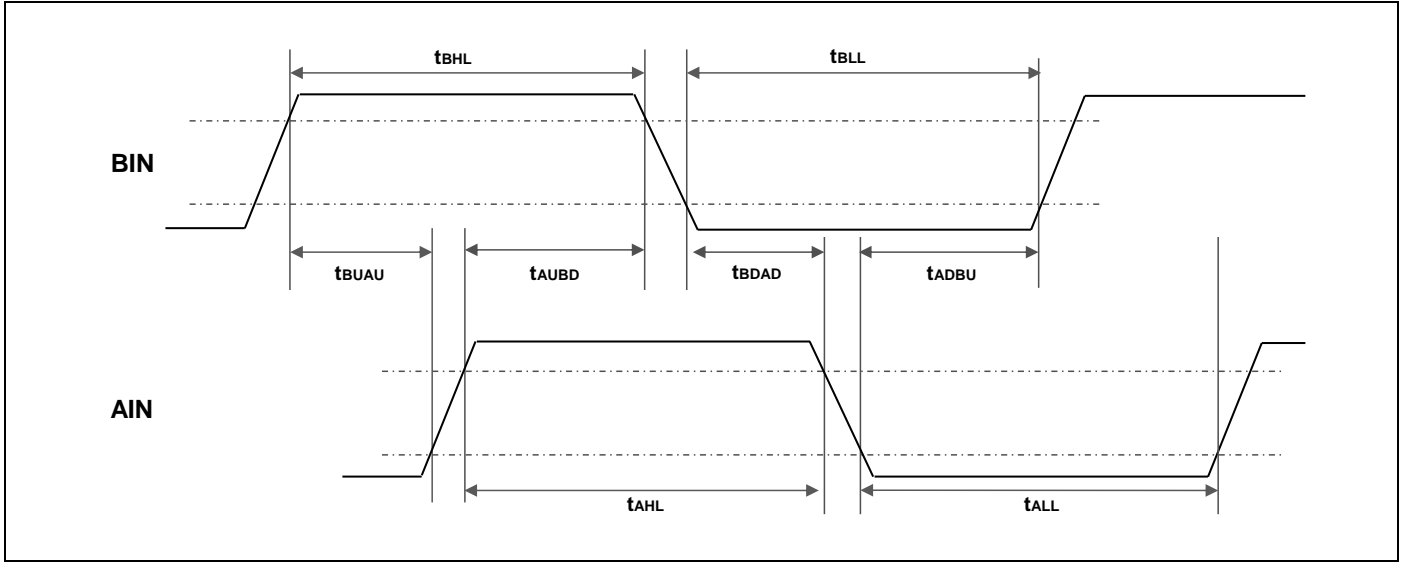 tBHL
tBLL
BIN
tBUAU
tAUBD
tBDAD
tADBU
AIN
tAHL
tALL